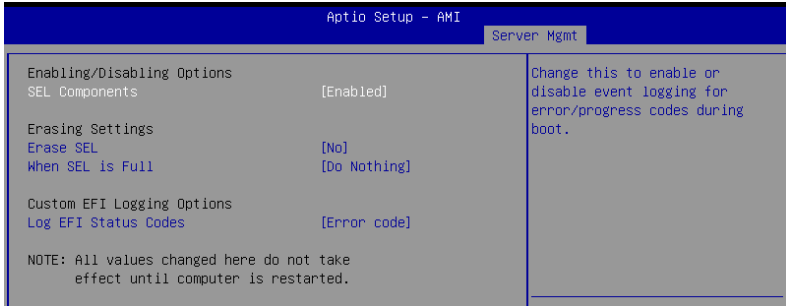 Aptio Setup - AMI
Server Mgmt
Enabling/Disabling Options
SEL Components [Enabled]
Erasing Settings
Erase SEL [No]
When SEL is Full [Do Nothing]
Custom EFI Logging Options
Log EFI Status Codes [Error code]
NOTE: All values changed here do not take
effect until computer is restarted.
Change this to enable or
disable event logging for
error/progress codes during
boot.